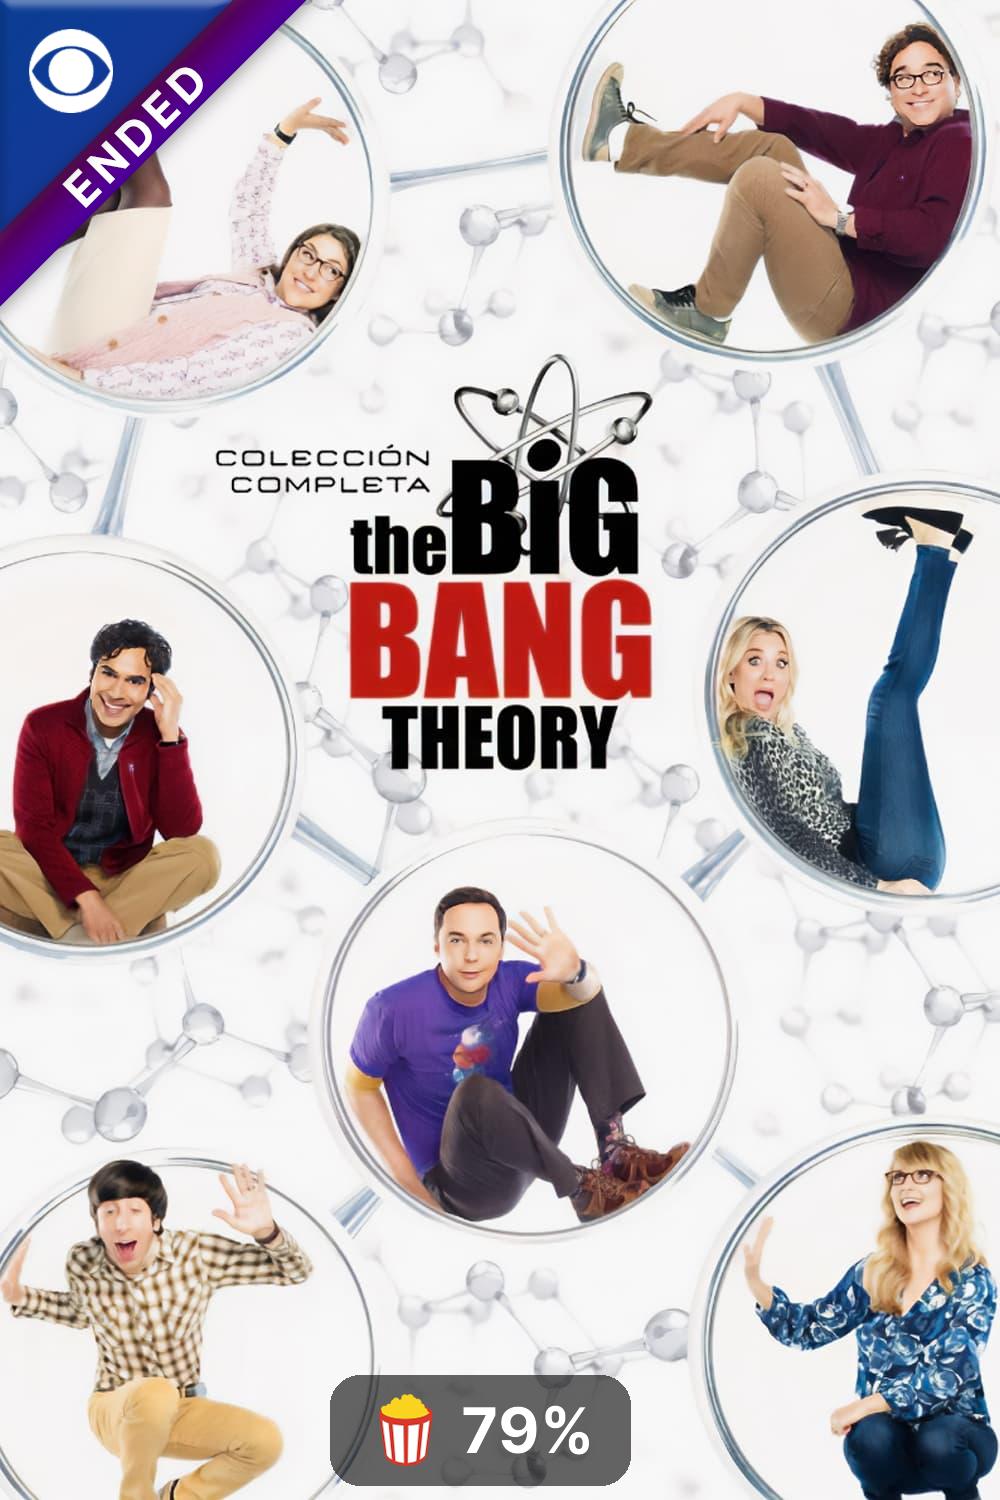 ENDED
COLECCIÓN
COMPLETA
the BiG
BANG
THEORY
79%